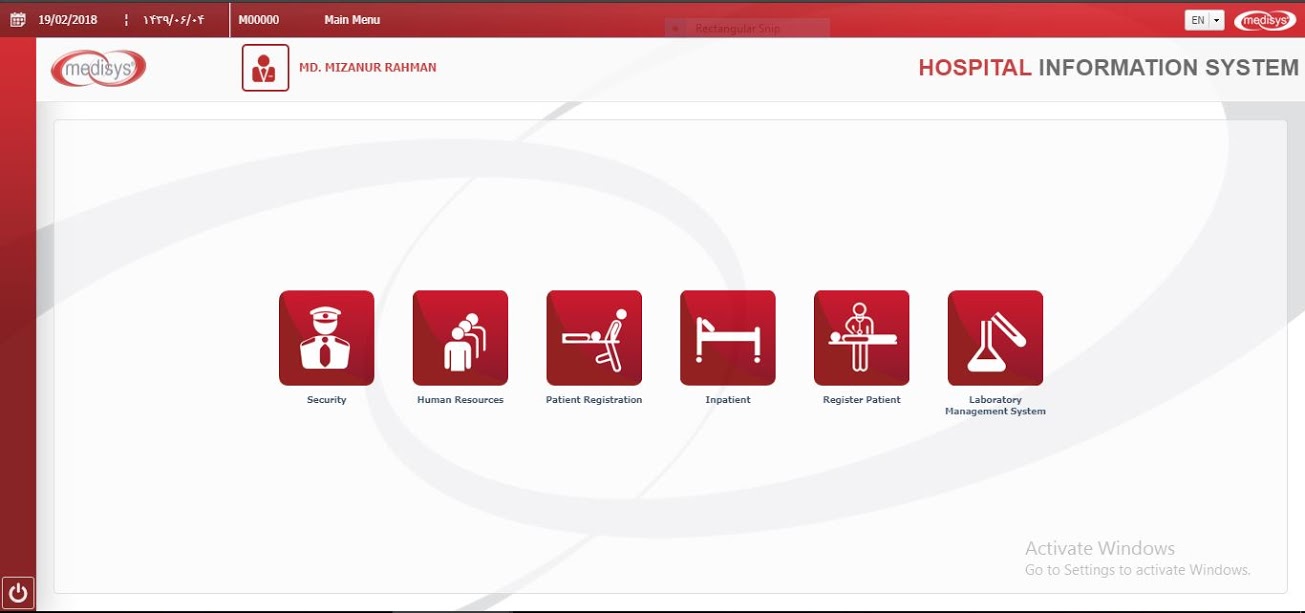 19/02/2018 ¦ ١٤٣٩/٠٦/٠٤ M00000 Main Menu Rectangular Snip EN medisys
medisys® MD. MIZANUR RAHMAN HOSPITAL INFORMATION SYSTEM
Security Human Resources Patient Registration Inpatient Register Patient Laboratory
Management System
Activate Windows
Go to Settings to activate Windows.